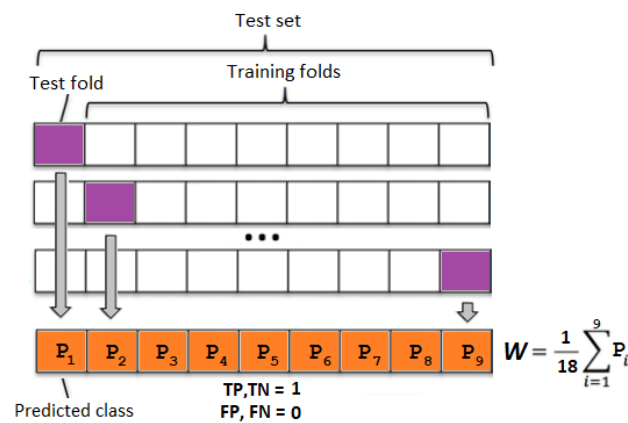 Test set
Training folds
Test fold
...
P₁ P₂ P₃ P₄ P₅ P₆ P₇ P₈ P₉
W = 1/18 ∑_{i=1}^{9} P_i
TP,TN = 1
FP, FN = 0
Predicted class